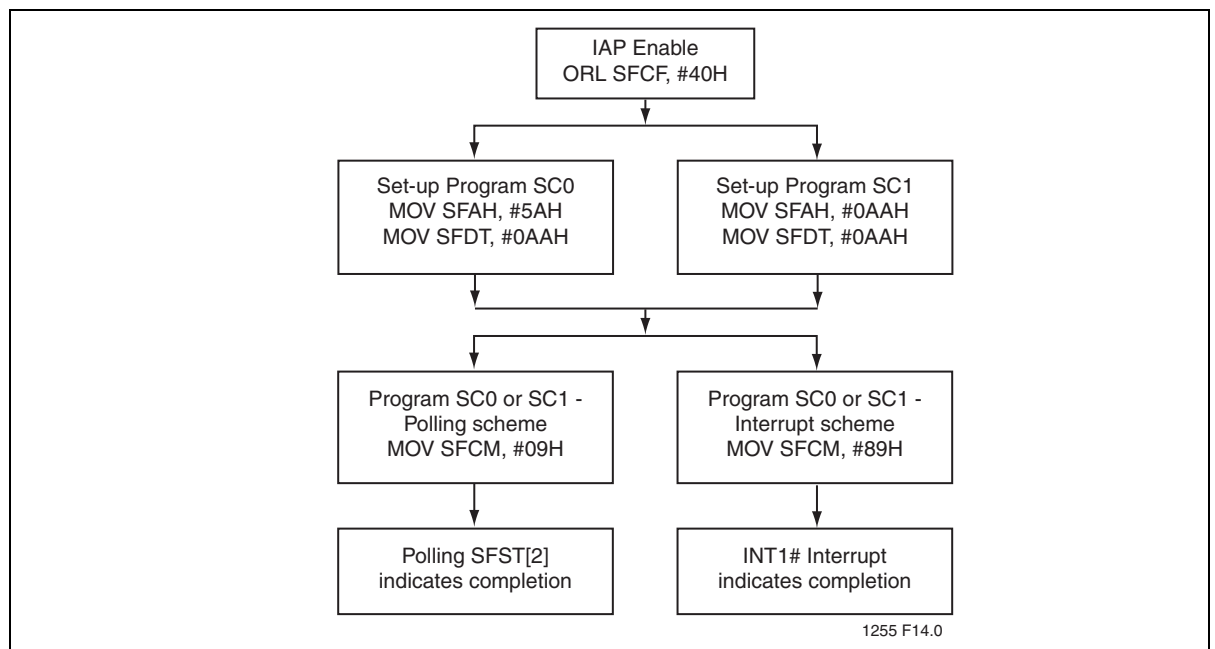 IAP Enable
ORL SFCF, #40H
Set-up Program SC0
MOV SFAH, #5AH
MOV SFDT, #0AAH
Set-up Program SC1
MOV SFAH, #0AAH
MOV SFDT, #0AAH
Program SC0 or SC1 -
Polling scheme
MOV SFCM, #09H
Program SC0 or SC1 -
Interrupt scheme
MOV SFCM, #89H
Polling SFST[2]
indicates completion
INT1# Interrupt
indicates completion
1255 F14.0